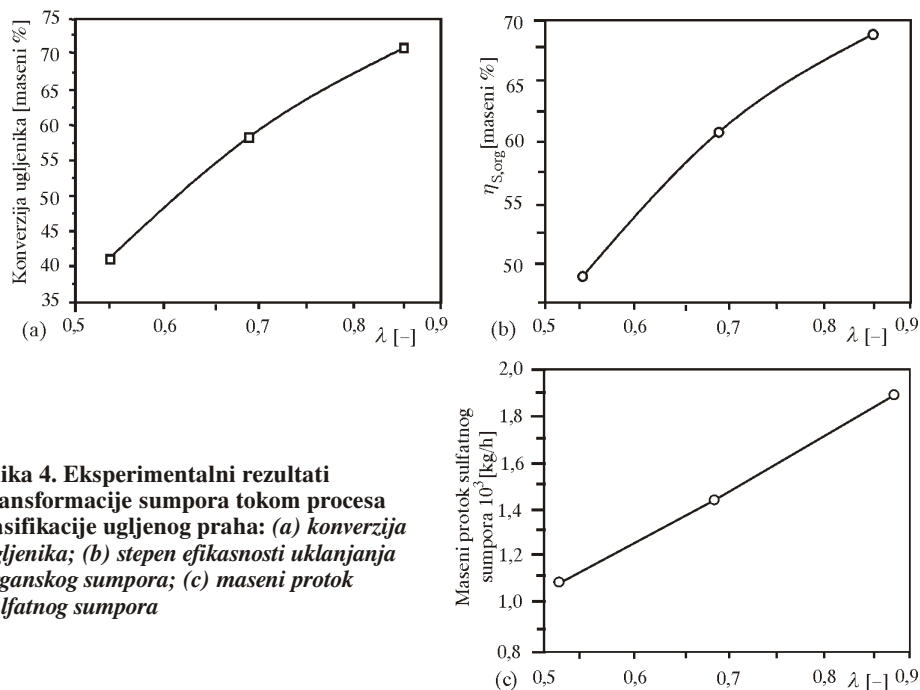 Konverzija ugljenika [maseni %]
75
70
65
60
55
50
45
40
35
(a)
0,5 0,6 0,7 0,8 0,9
λ [–]
η S,org [maseni %]
70
65
60
65
50
(b)
0,5 0,6 0,7 0,8 0,9
λ [–]
Maseni protok sulfatnog
sumpora 10³ [kg/h]
2,0
1,8
1,6
1,4
1,2
1,0
0,8
(c)
0,5 0,6 0,7 0,8 0,9
λ [–]
ika 4. Eksperimentalni rezultati
ansformacije sumpora tokom procesa
asifikacije ugljenog praha: (a) konverzija
gljenika; (b) stepen efikasnosti uklanjanja
ganskog sumpora; (c) maseni protok
lfatnog sumpora